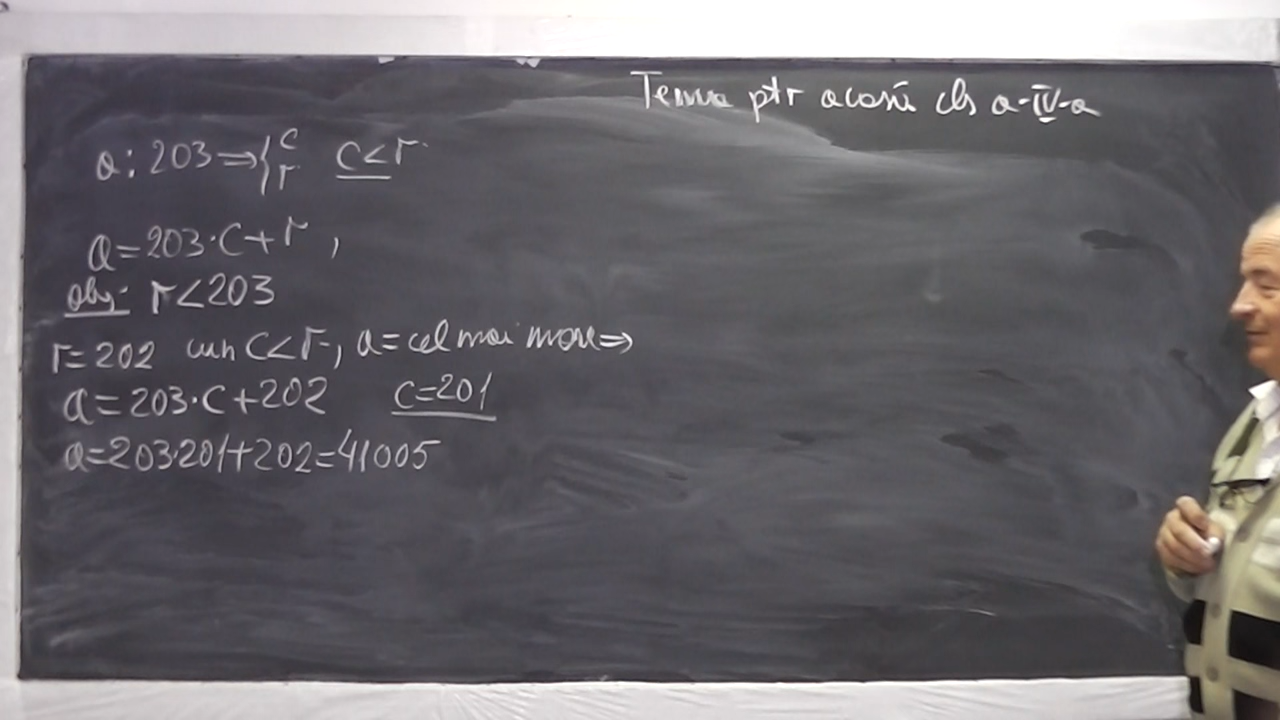 Tema ptr acasă cls a-IV-a
a : 203 ⇒ { c r c < r
a = 203·c + r ,
obs: r < 203
r = 202 cum c < r, a = cel mai mare ⇒
a = 203·c + 202 c = 201
a = 203·201 + 202 = 41005